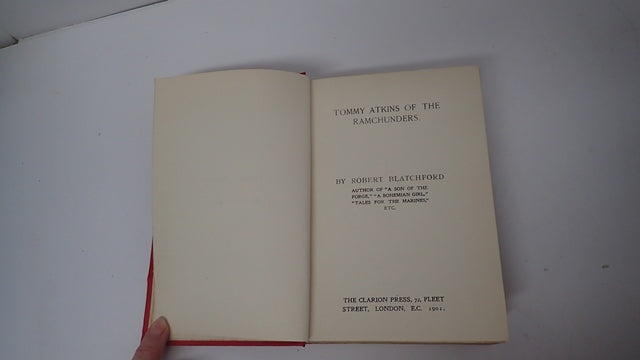 TOMMY ATKINS OF THE
RAMCHUNDERS.
BY ROBERT BLATCHFORD
AUTHOR OF "A SON OF THE
FORGE," "A BOHEMIAN GIRL,"
"TALES FOR THE MARINES,"
ETC.
THE CLARION PRESS, 72, FLEET
STREET, LONDON, E.C. 1901.